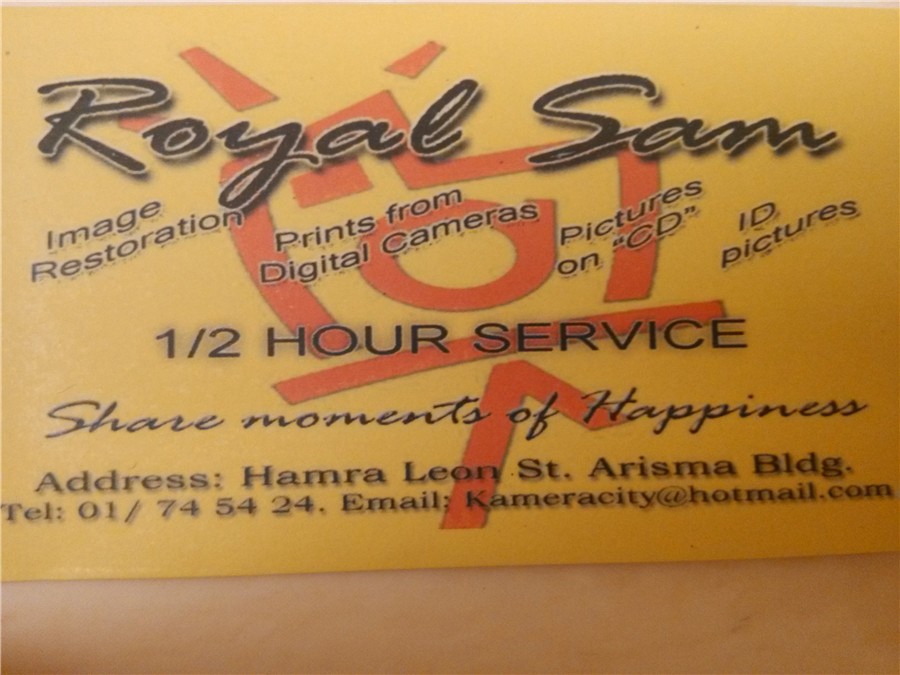 Royal Sam
Image
Restoration
Prints from
Digital Cameras
Pictures
on "CD"
ID
pictures
1/2 HOUR SERVICE
Share moments of Happiness
Address: Hamra Leon St. Arisma Bldg.
Tel: 01/ 74 54 24. Email: Kameracity@hotmail.com